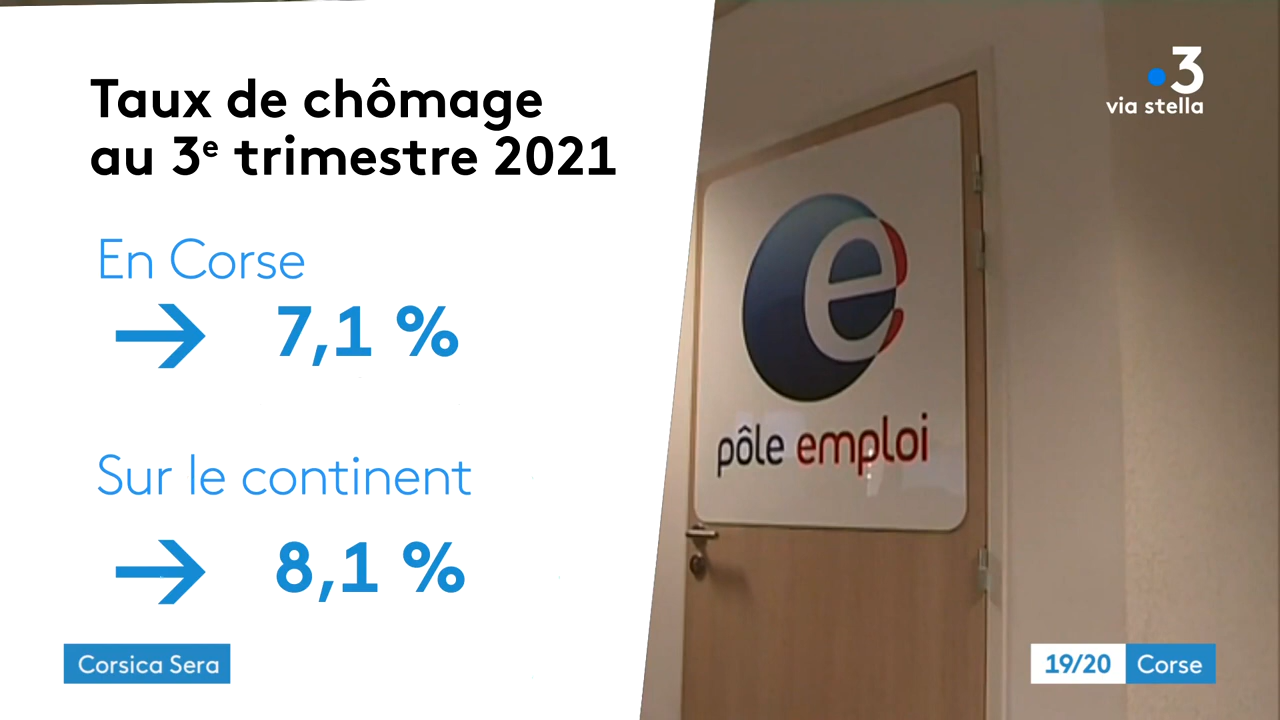 Taux de chômage
au 3e trimestre 2021
En Corse
→ 7,1 %
Sur le continent
→ 8,1 %
Corsica Sera
3
via stella
e
pôle emploi
19/20 Corse